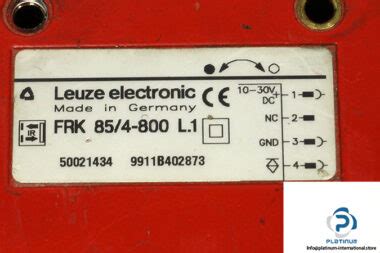 Leuze electronic
Made in Germany
CE
FRK 85/4-800 L.1
IR
50021434 9911B402873
10-30V
DC+
1
NC
2
GND
3
4
PLATINUM
info@platinum-international.store